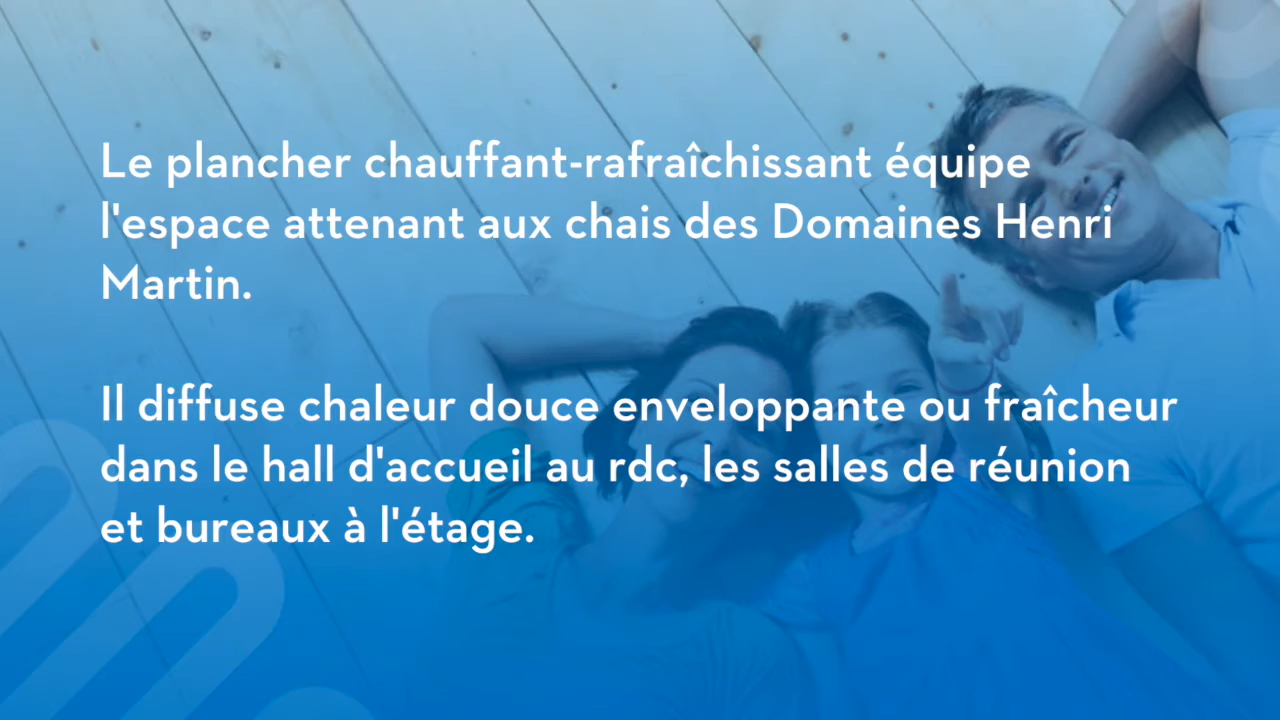 Le plancher chauffant-rafraîchissant équipe
l'espace attenant aux chais des Domaines Henri
Martin.
Il diffuse chaleur douce enveloppante ou fraîcheur
dans le hall d'accueil au rdc, les salles de réunion
et bureaux à l'étage.